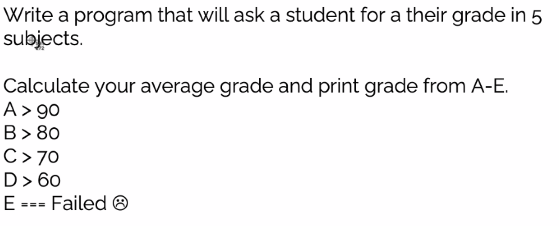 Write a program that will ask a student for a their grade in 5
subjects.
Calculate your average grade and print grade from A-E.
A > 90
B > 80
C > 70
D > 60
E === Failed ☹